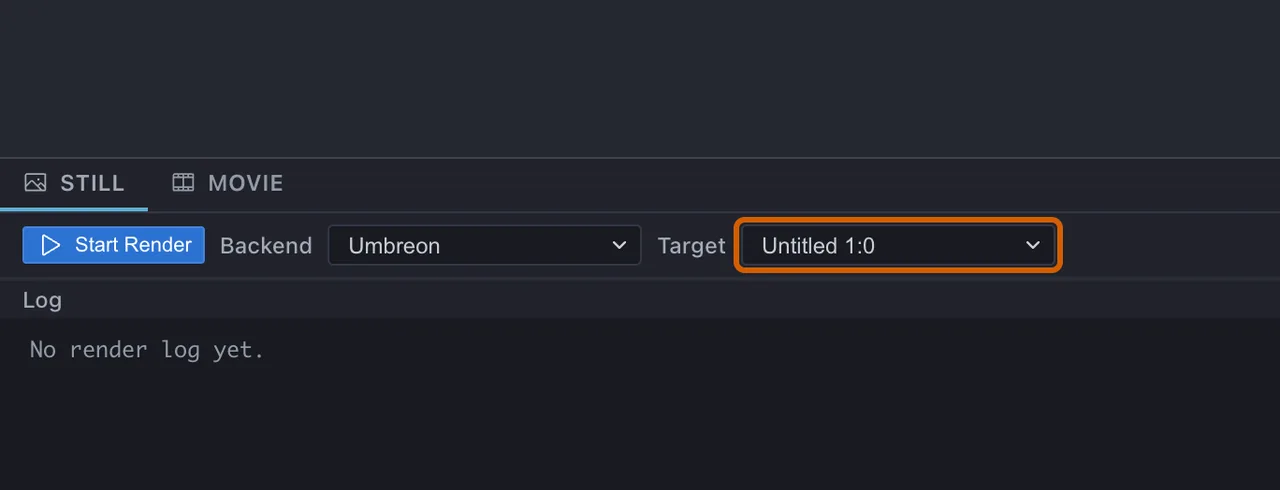 STILL MOVIE
Start Render Backend Umbreon Target Untitled 1:0
Log
No render log yet.